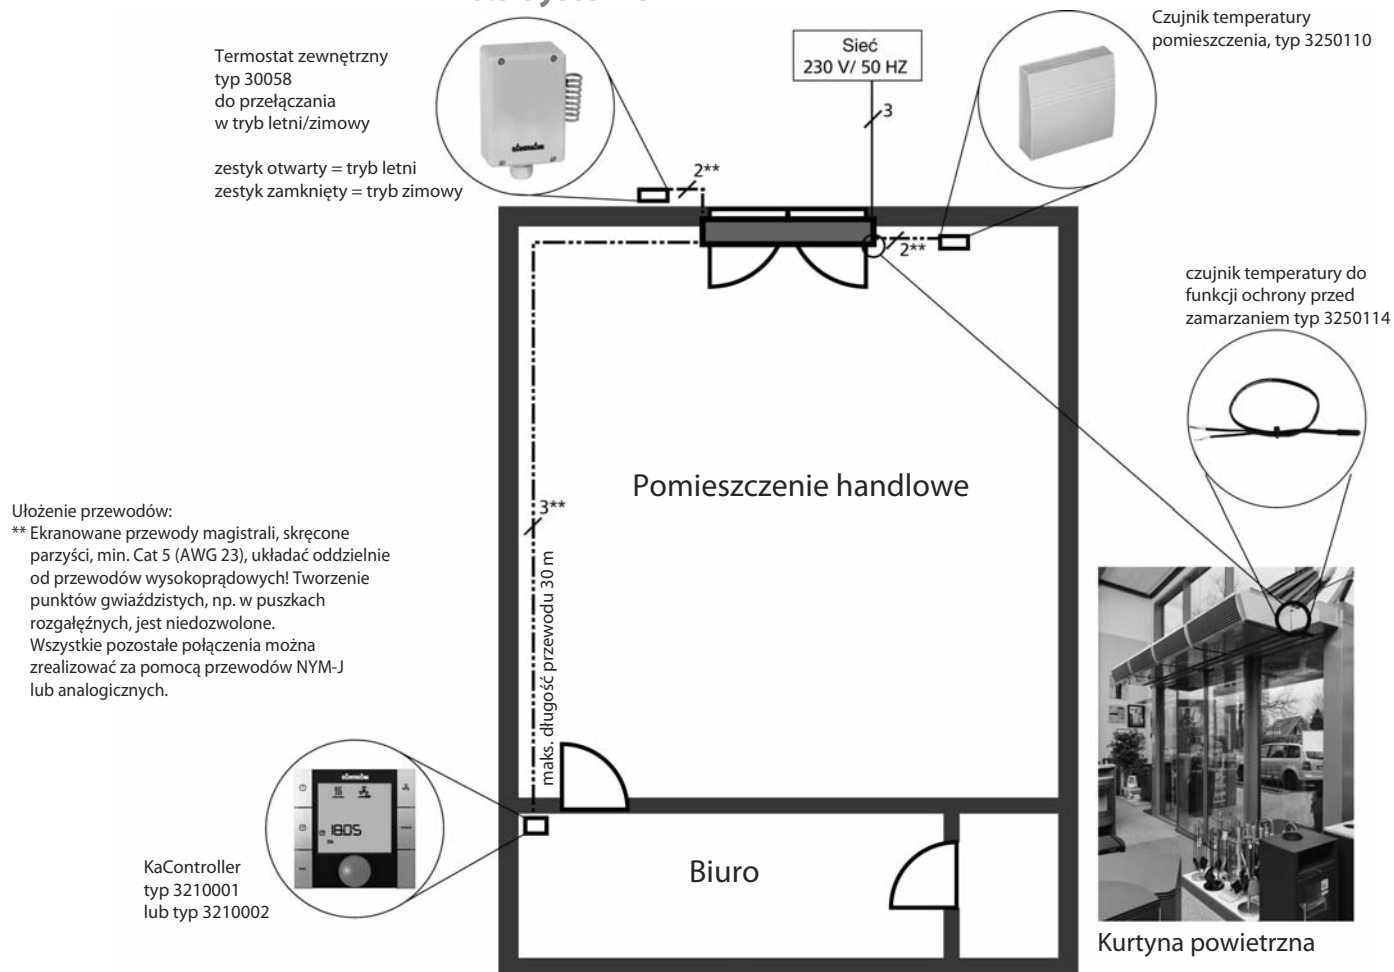 Termostat zewnętrzny
typ 30058
do przełączania
w tryb letni/zimowy
zestyk otwarty = tryb letni
zestyk zamknięty = tryb zimowy
Sieć
230 V/ 50 HZ
3
Czujnik temperatury
pomieszczenia, typ 3250110
2**
2**
czujnik temperatury do
funkcji ochrony przed
zamarzaniem typ 3250114
Pomieszczenie handlowe
3**
maks. długość przewodu 30 m
Ułożenie przewodów:
** Ekranowane przewody magistrali, skręcone
parzyści, min. Cat 5 (AWG 23), układać oddzielnie
od przewodów wysokoprądowych! Tworzenie
punktów gwiaździstych, np. w puszkach
rozgałęźnych, jest niedozwolone.
Wszystkie pozostałe połączenia można
zrealizować za pomocą przewodów NYM-J
lub analogicznych.
18:05
KaController
typ 3210001
lub typ 3210002
Biuro
Kurtyna powietrzna